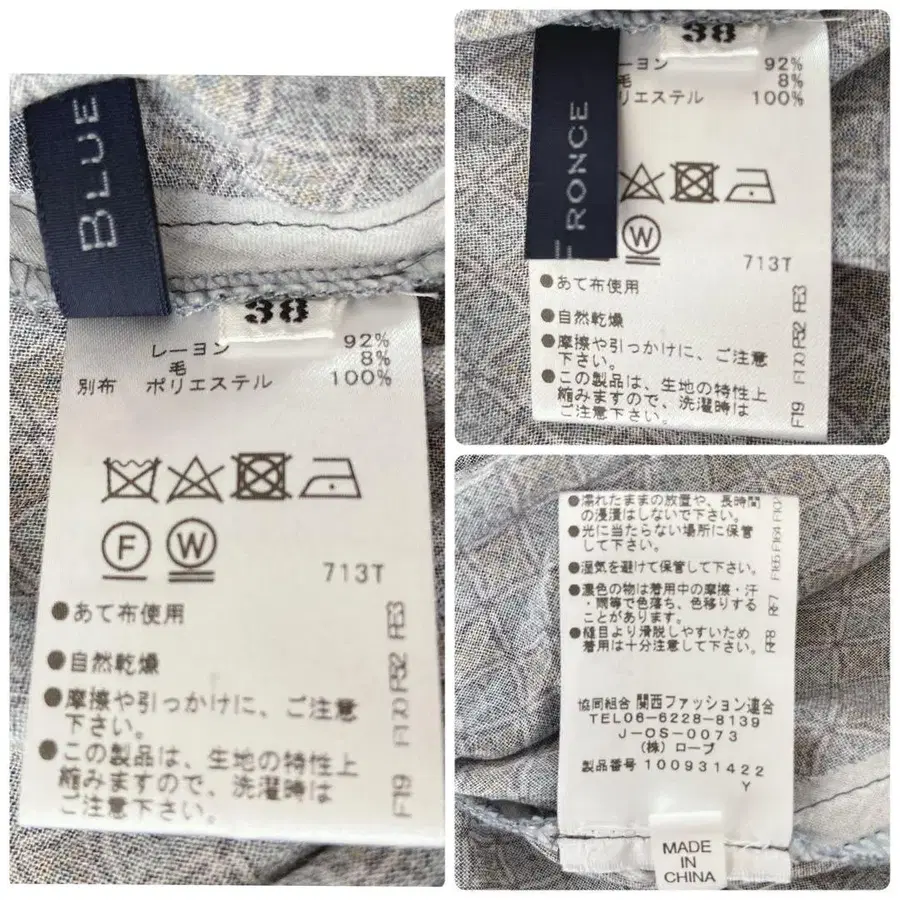 BLUE
38
レーヨン 92%
毛 8%
別布 ポリエステル 100%
F W
713T
●あて布使用
●自然乾燥
●摩擦や引っかけに、ご注意
下さい。
●この製品は、生地の特性上
縮みますので、洗濯時は
ご注意下さい。
F19 F10 P52 PE3
RONCE
38
ーヨン 92%
毛 8%
リエステル 100%
W
713T
●あて布使用
●自然乾燥
●摩擦や引っかけに、ご注意
下さい。
●この製品は、生地の特性上
縮みますので、洗濯時は
ご注意下さい。
F19 F10 P52 PE3
●濡れたままの放置や、長時間
の浸漬はしないで下さい。
●光に当たらない場所に保管
して下さい。
●湿気を避けて保管して下さい。
●濃色の物は着用中の摩擦・汗
・雨等で色落ち、色移りする
ことがあります。
●縫目より滑脱しやすいため
着用は十分注意して下さい。
協同組合 関西ファッション連合
TEL06-6228-8139
J-OS-0073
(株) ローブ
製品番号 100931422
Y
MADE
IN
CHINA